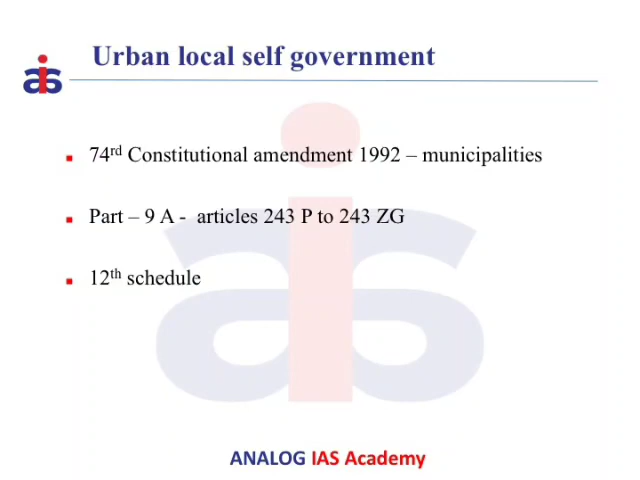 Urban local self government
74rd Constitutional amendment 1992 – municipalities
Part – 9 A - articles 243 P to 243 ZG
12th schedule
ANALOG IAS Academy